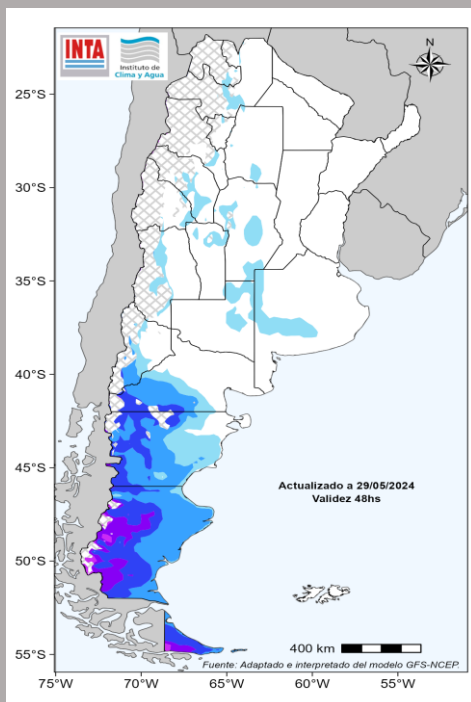 INTA
Instituto de
Clima y Agua
N
25°S
30°S
35°S
40°S
45°S
50°S
55°S
Actualizado a 29/05/2024
Validez 48hs
400 km
Fuente: Adaptado e interpretado del modelo GFS-NCEP.
75°W
70°W
65°W
60°W
55°W